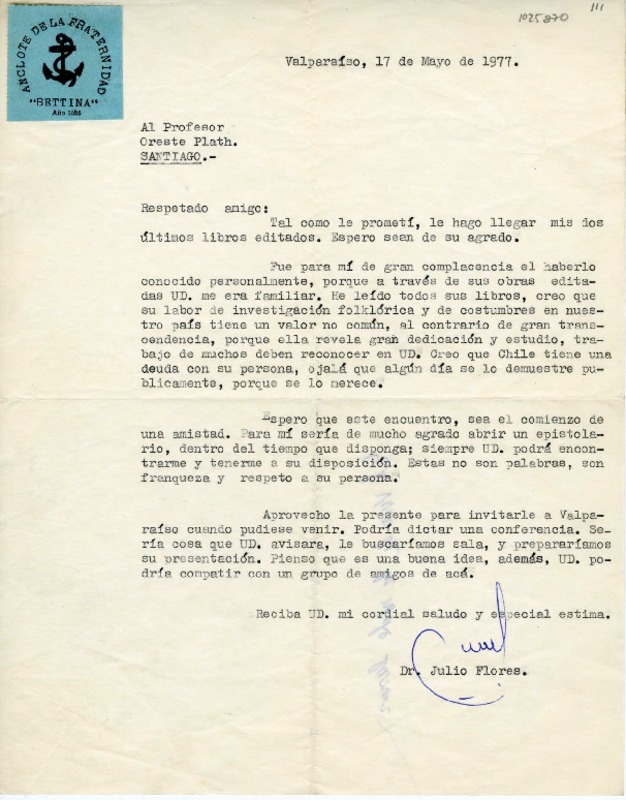 1025870
111
ANCLOTE DE LA FRATERNIDAD
"BETTINA"
Valparaíso, 17 de Mayo de 1977.
Al Profesor
Oreste Plath.
SANTIAGO.-
Respetado amigo:
Tal como le prometí, le hago llegar mis dos
últimos libros editados. Espero sean de su agrado.
Fue para mí de gran complacencia el haberlo
conocido personalmente, porque a través de sus obras edita-
das UD. me era familiar. He leído todos sus libros, creo que
su labor de investigación folklórica y de costumbres en nues-
tro país tiene un valor no común, al contrario de gran trans-
cendencia, porque ella revela gran dedicación y estudio, tra-
bajo de muchos deben reconocer en UD. Creo que Chile tiene una
deuda con su persona, ojalá que algún día se lo demuestre pu-
blicamente, porque se lo merece.
Espero que este encuentro, sea el comienzo de
una amistad. Para mí sería de mucho agrado abrir un epistola-
rio, dentro del tiempo que disponga; siempre UD. podrá encon-
trarme y tenerme a su disposición. Estas no son palabras, son
franqueza y respeto a su persona.
Aprovecho la presente para invitarle a Valpa-
raíso cuando pudiese venir. Podría dictar una conferencia. Se-
ría cosa que UD. avisara, le buscaríamos sala, y prepararíamos
su presentación. Pienso que es una buena idea, además, UD. po-
dría compatir con un grupo de amigos de acá.
Reciba UD. mi cordial saludo y especial estima.
Dr. Julio Flores.